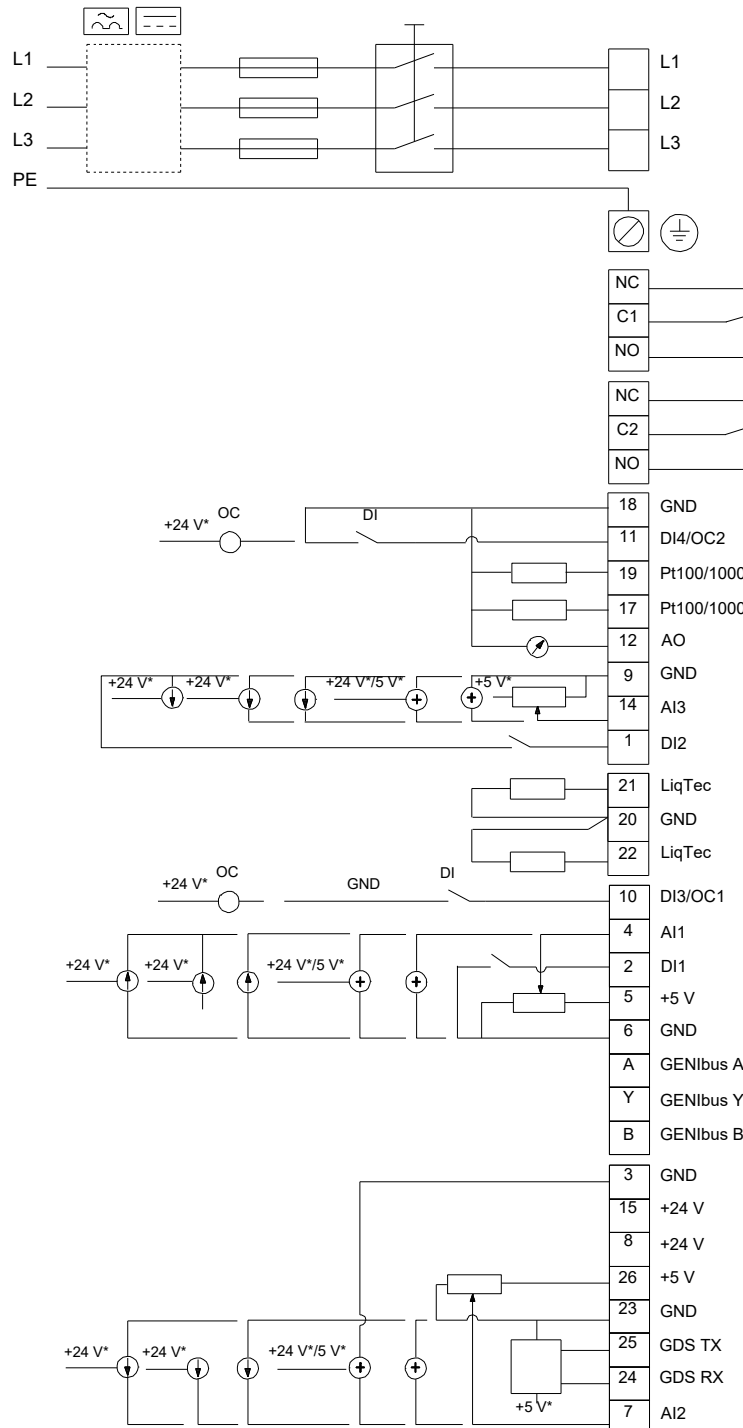 L1 L1
L2 L2
L3 L3
PE
NC
C1
NO
NC
C2
NO
18 GND
+24 V* OC DI 11 DI4/OC2
19 Pt100/1000
17 Pt100/1000
12 AO
9 GND
+24 V* +24 V* +24 V*/5 V* +5 V*
14 AI3
1 DI2
21 LiqTec
20 GND
22 LiqTec
+24 V* OC GND DI 10 DI3/OC1
4 AI1
+24 V* +24 V* +24 V*/5 V* 2 DI1
5 +5 V
6 GND
A GENIbus A
Y GENIbus Y
B GENIbus B
3 GND
15 +24 V
8 +24 V
26 +5 V
23 GND
+24 V* +24 V* +24 V*/5 V* 25 GDS TX
24 GDS RX
+5 V*
7 AI2